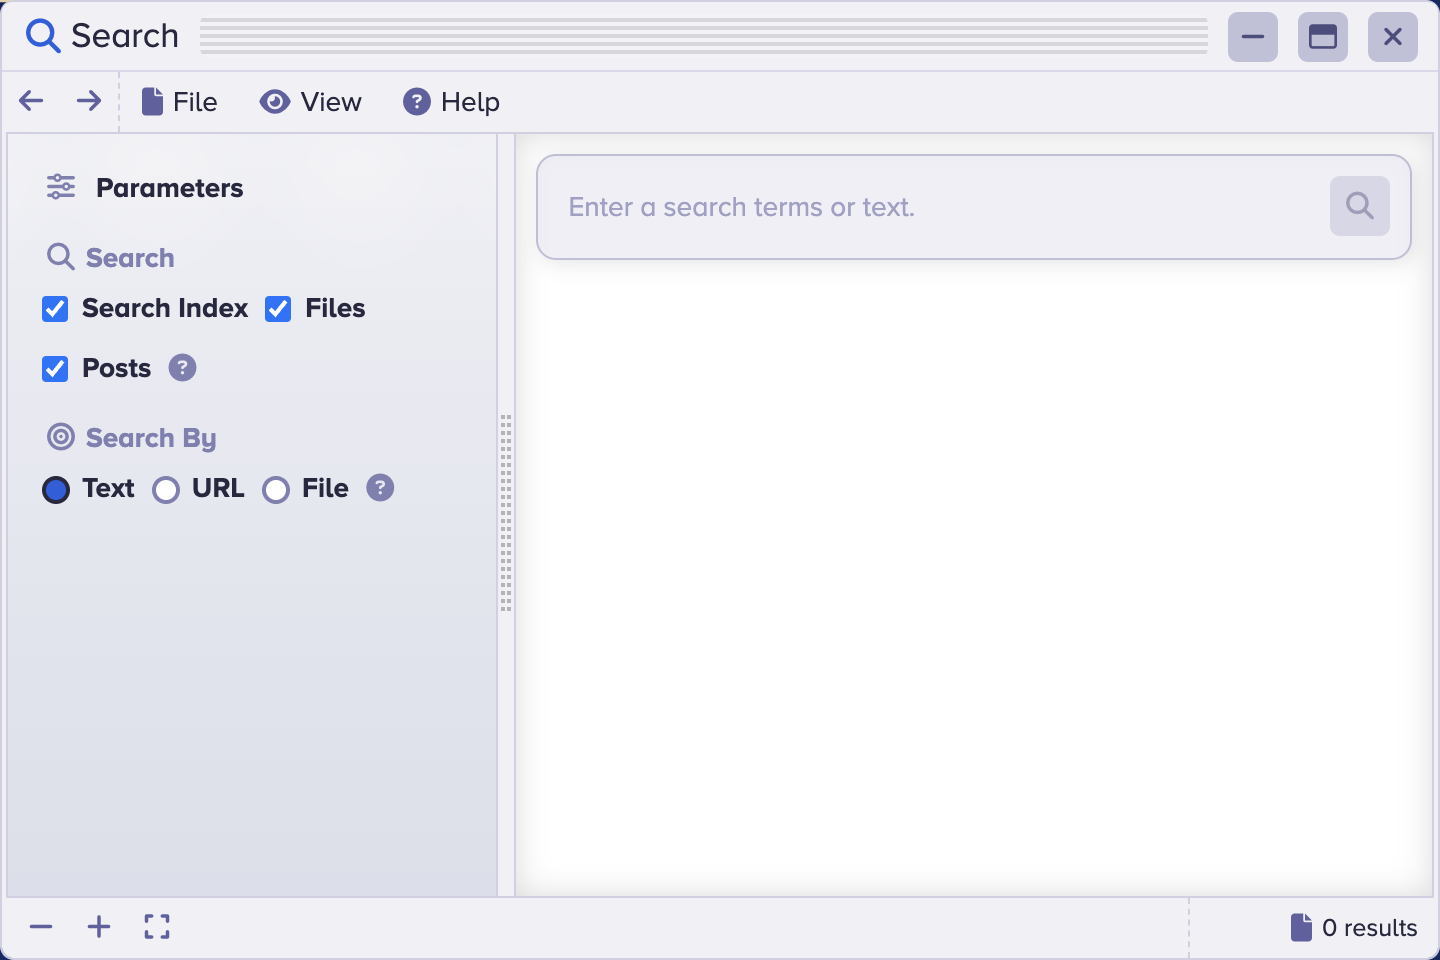 Search
File View Help
Parameters
Search
Search Index Files
Posts ?
Search By
Text URL File ?
Enter a search terms or text.
0 results